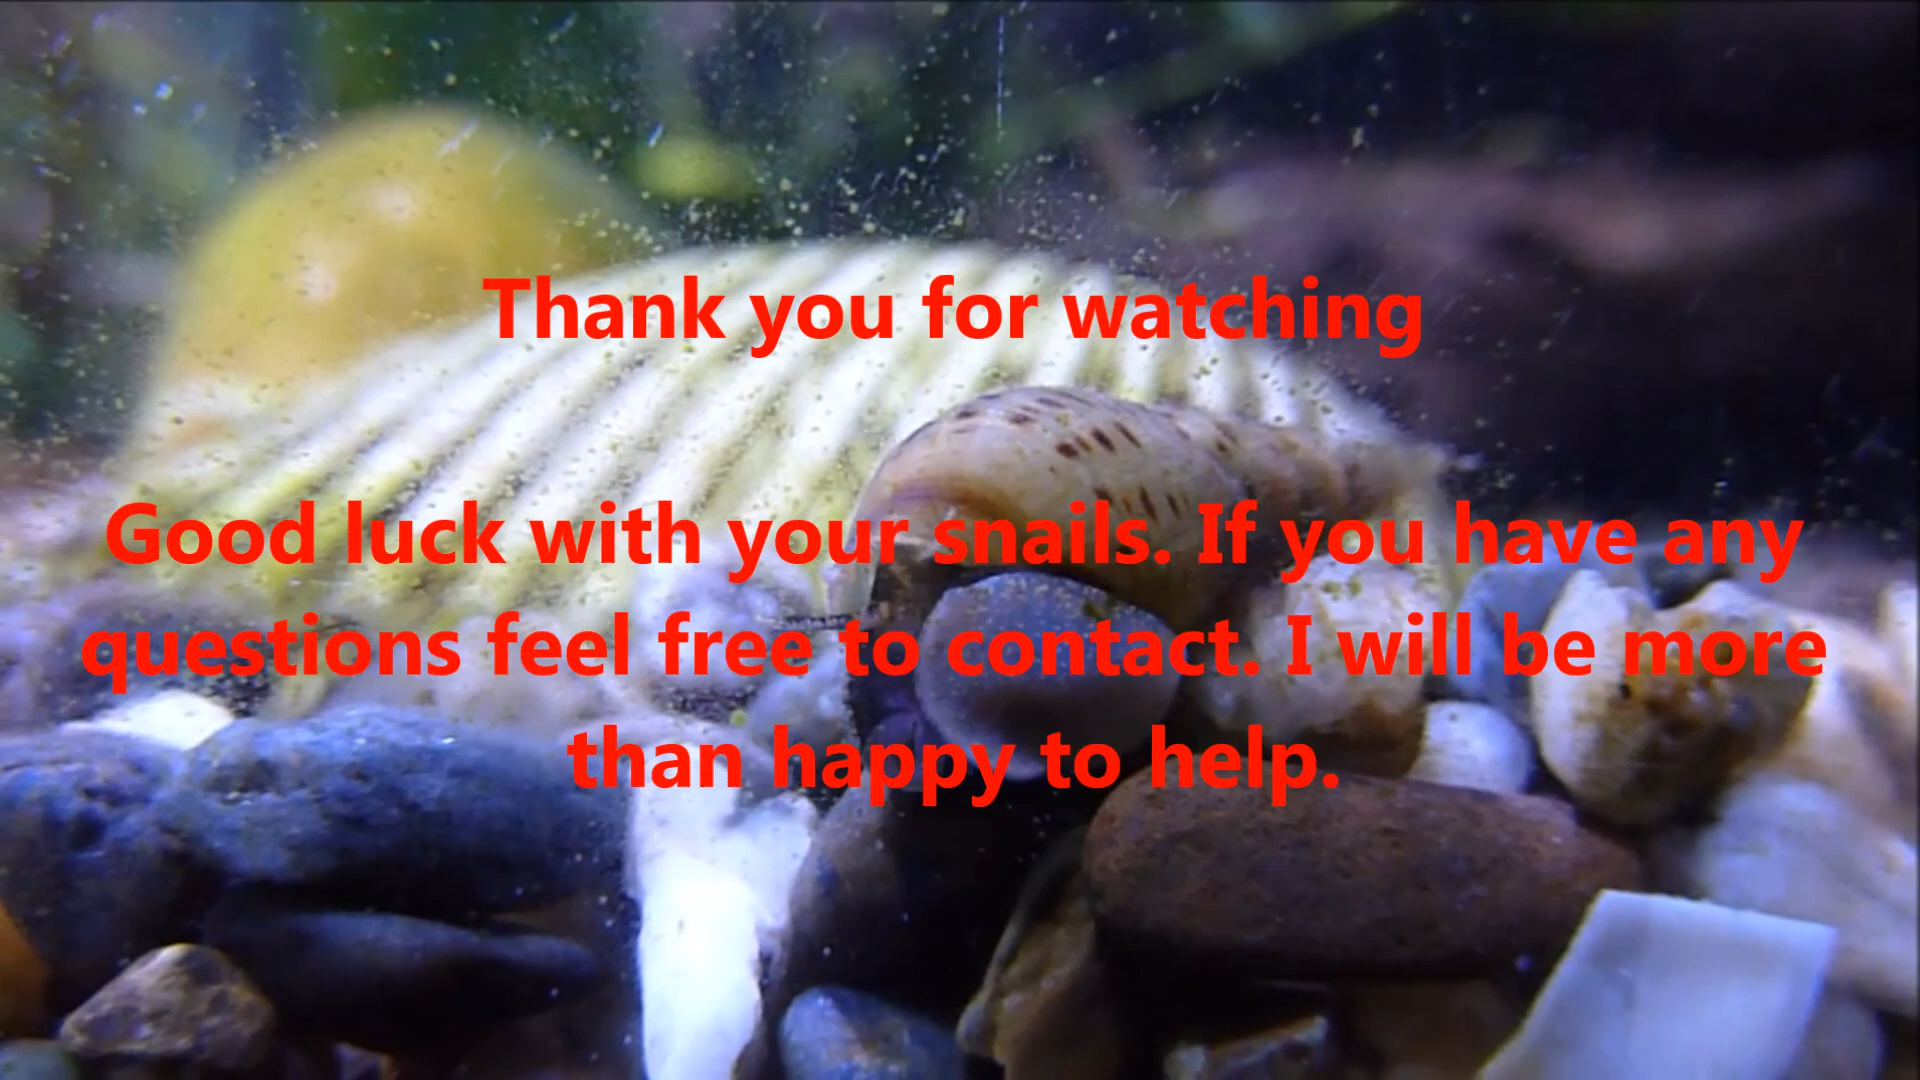 Thank you for watching
Good luck with your snails. If you have any
questions feel free to contact. I will be more
than happy to help.